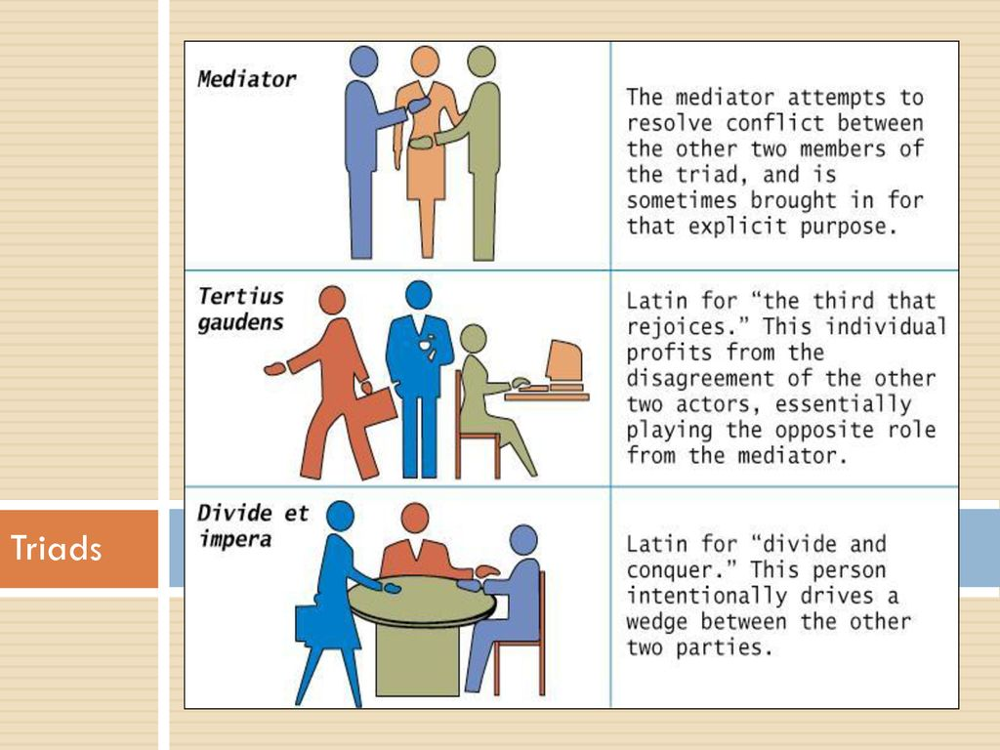 Mediator
The mediator attempts to
resolve conflict between
the other two members of
the triad, and is
sometimes brought in for
that explicit purpose.
Tertius
gaudens
Latin for “the third that
rejoices.” This individual
profits from the
disagreement of the other
two actors, essentially
playing the opposite role
from the mediator.
Divide et
impera
Latin for “divide and
conquer.” This person
intentionally drives a
wedge between the other
two parties.
Triads